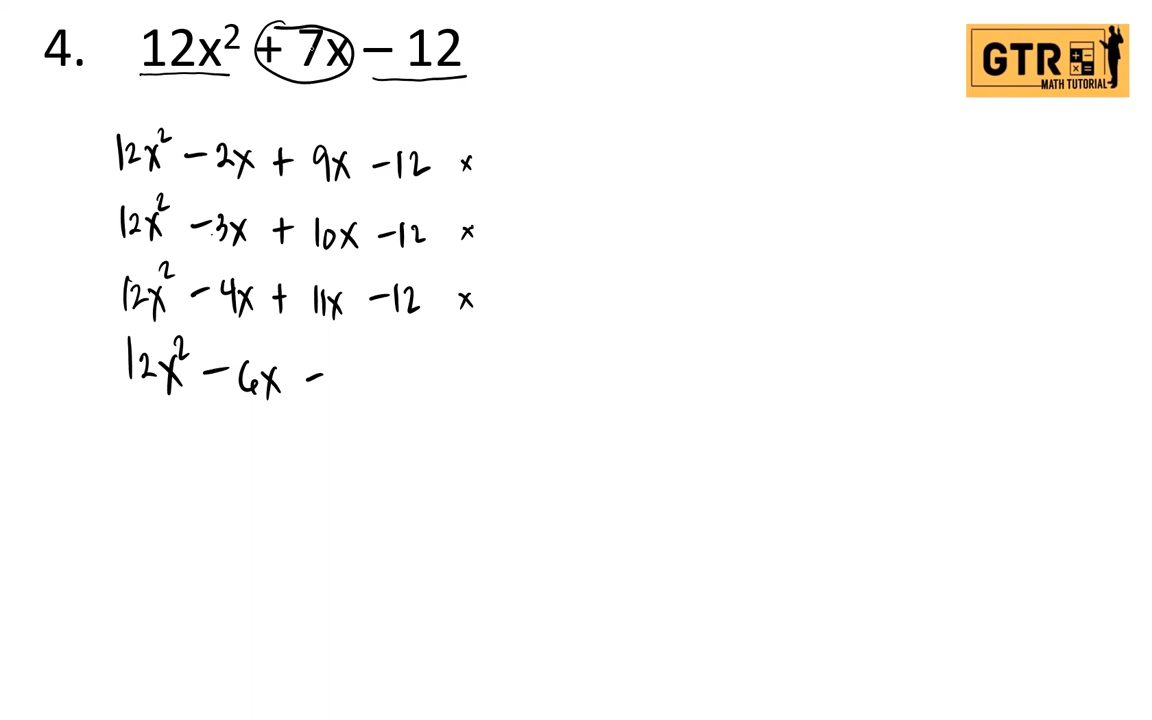 4. 12x² + 7x – 12
GTR
MATH TUTORIAL
12x² - 2x + 9x - 12 x
12x² - 3x + 10x - 12 x
12x² - 4x + 11x - 12 x
12x² - 6x -